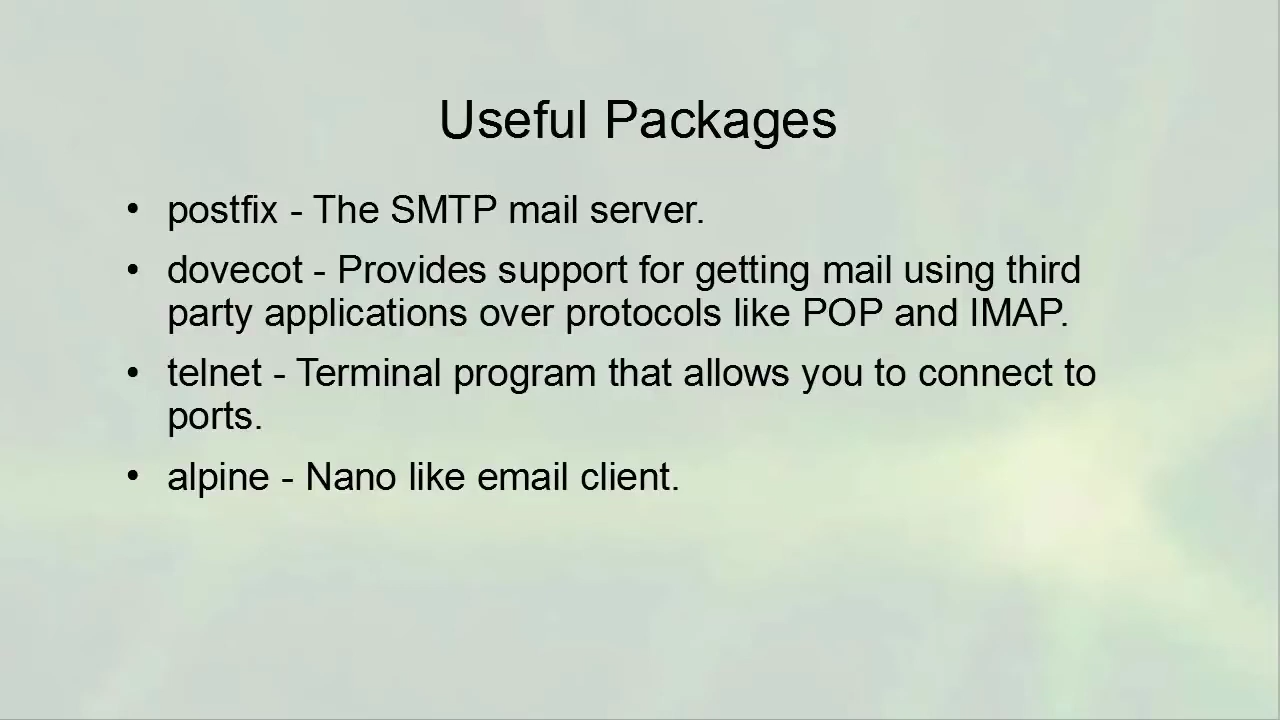 Useful Packages
• postfix - The SMTP mail server.
• dovecot - Provides support for getting mail using third
party applications over protocols like POP and IMAP.
• telnet - Terminal program that allows you to connect to
ports.
• alpine - Nano like email client.